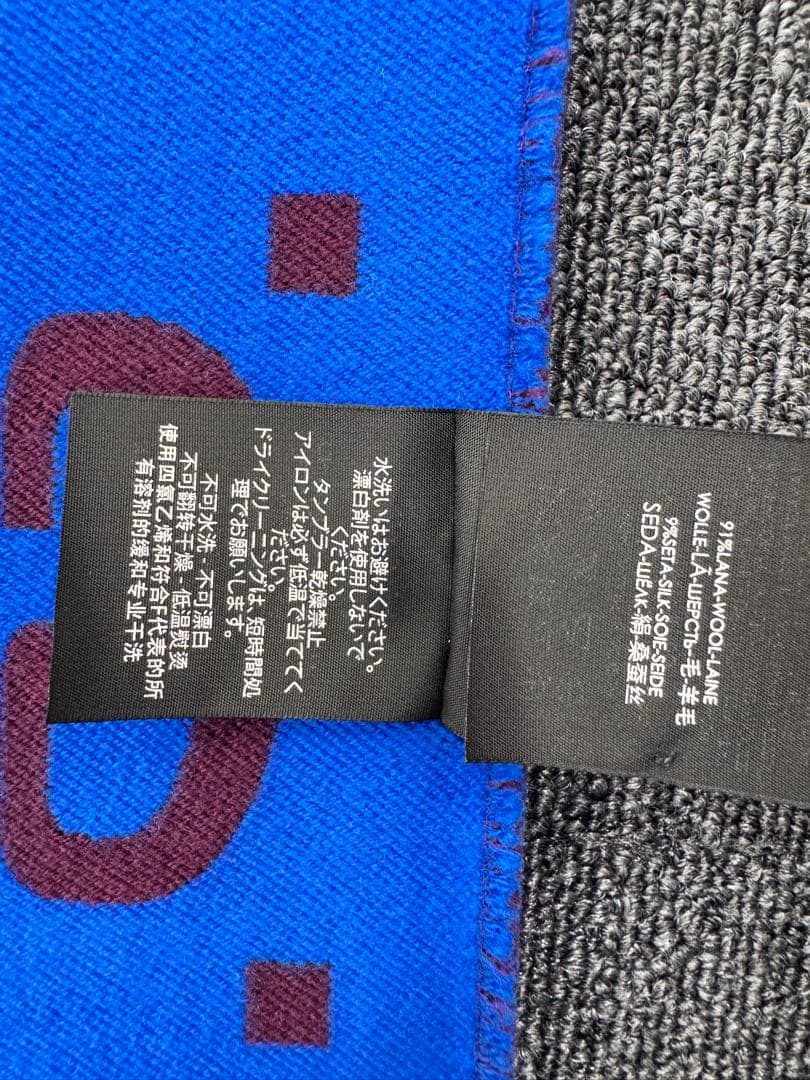 水洗いはお避けください。
漂白剤を使用しないで
ください。
タンブラー乾燥禁止
アイロンは必ず低温で当ててく
ださい。
ドライクリーニングは、短時間処
理でお願いします。
不可水洗 - 不可漂白
不可翻转干燥 - 低温熨烫
使用四氯乙烯和符合F代表的所
有溶剂的缓和专业干洗
91%LANA-WOOL-LAINE
WOLLE-LÃ-ШЕРСТЬ-毛 羊毛
9%SETA-SILK-SOIE-SEIDE
SEDA-ШЁЛК-絹-桑蚕丝